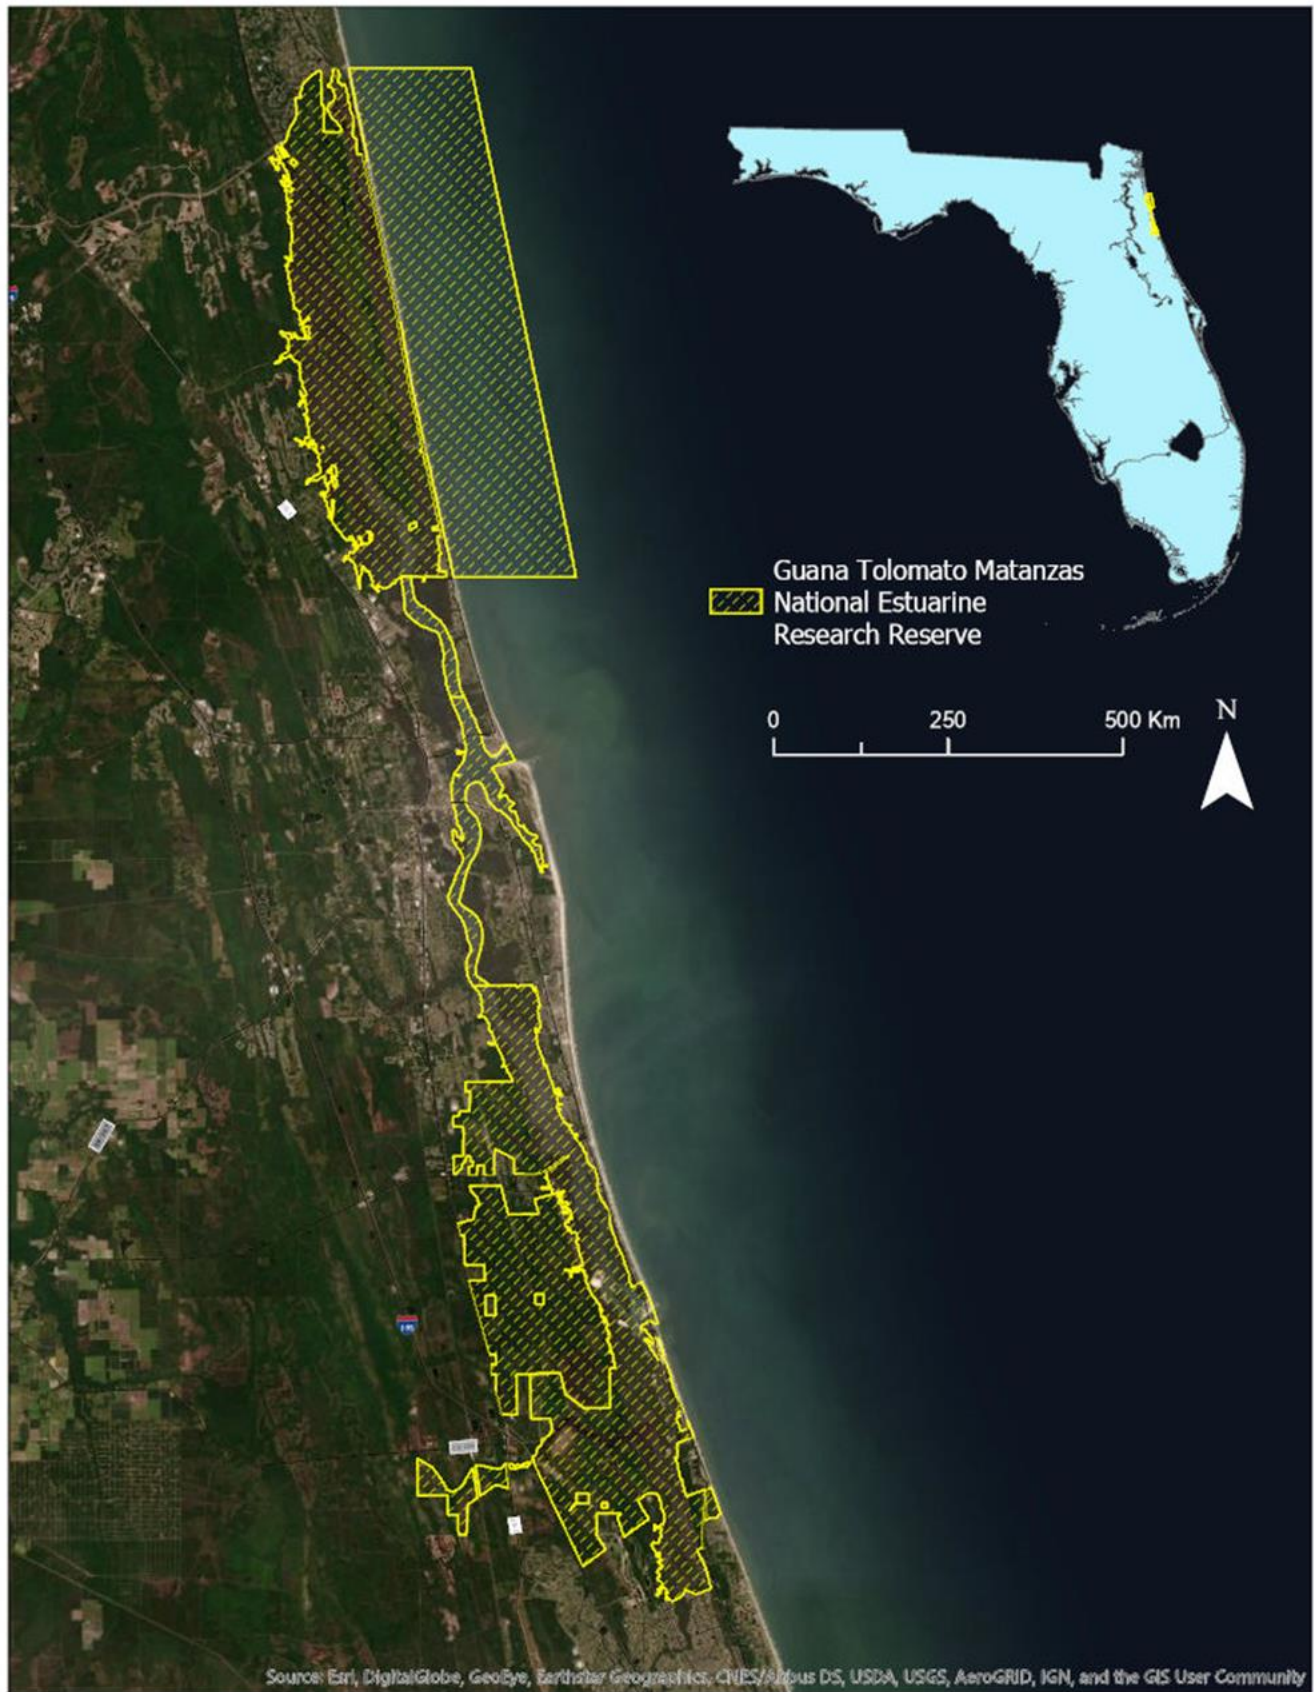 Guana Tolomato Matanzas
National Estuarine
Research Reserve
0 250 500 Km
N
Source: Esri, DigitalGlobe, GeoEye, Earthstar Geographics, CNES/Airbus DS, USDA, USGS, AeroGRID, IGN, and the GIS User Community